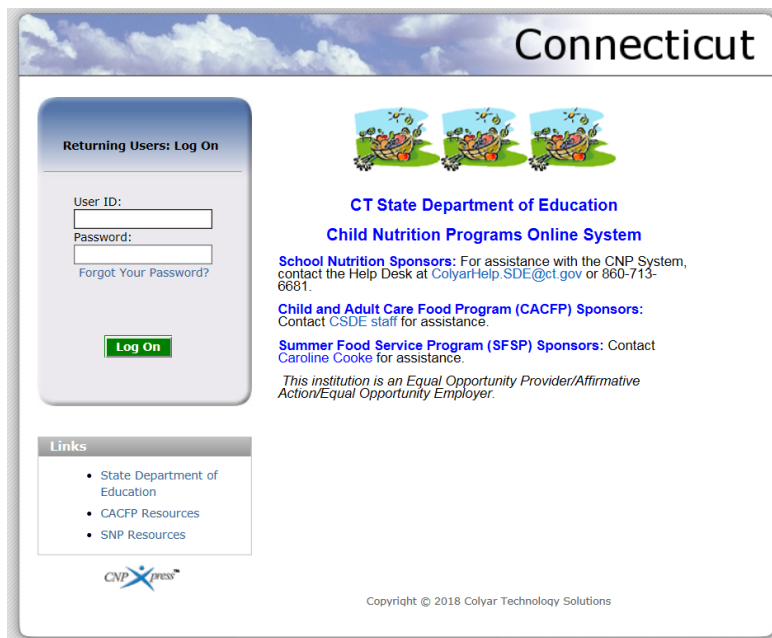 Connecticut
Returning Users: Log On
User ID:
Password:
Forgot Your Password?
Log On
Links
State Department of
Education
CACFP Resources
SNP Resources
CNP Xpress™
CT State Department of Education
Child Nutrition Programs Online System
School Nutrition Sponsors: For assistance with the CNP System,
contact the Help Desk at ColyarHelp.SDE@ct.gov or 860-713-
6681.
Child and Adult Care Food Program (CACFP) Sponsors:
Contact CSDE staff for assistance.
Summer Food Service Program (SFSP) Sponsors: Contact
Caroline Cooke for assistance.
This institution is an Equal Opportunity Provider/Affirmative
Action/Equal Opportunity Employer.
Copyright © 2018 Colyar Technology Solutions